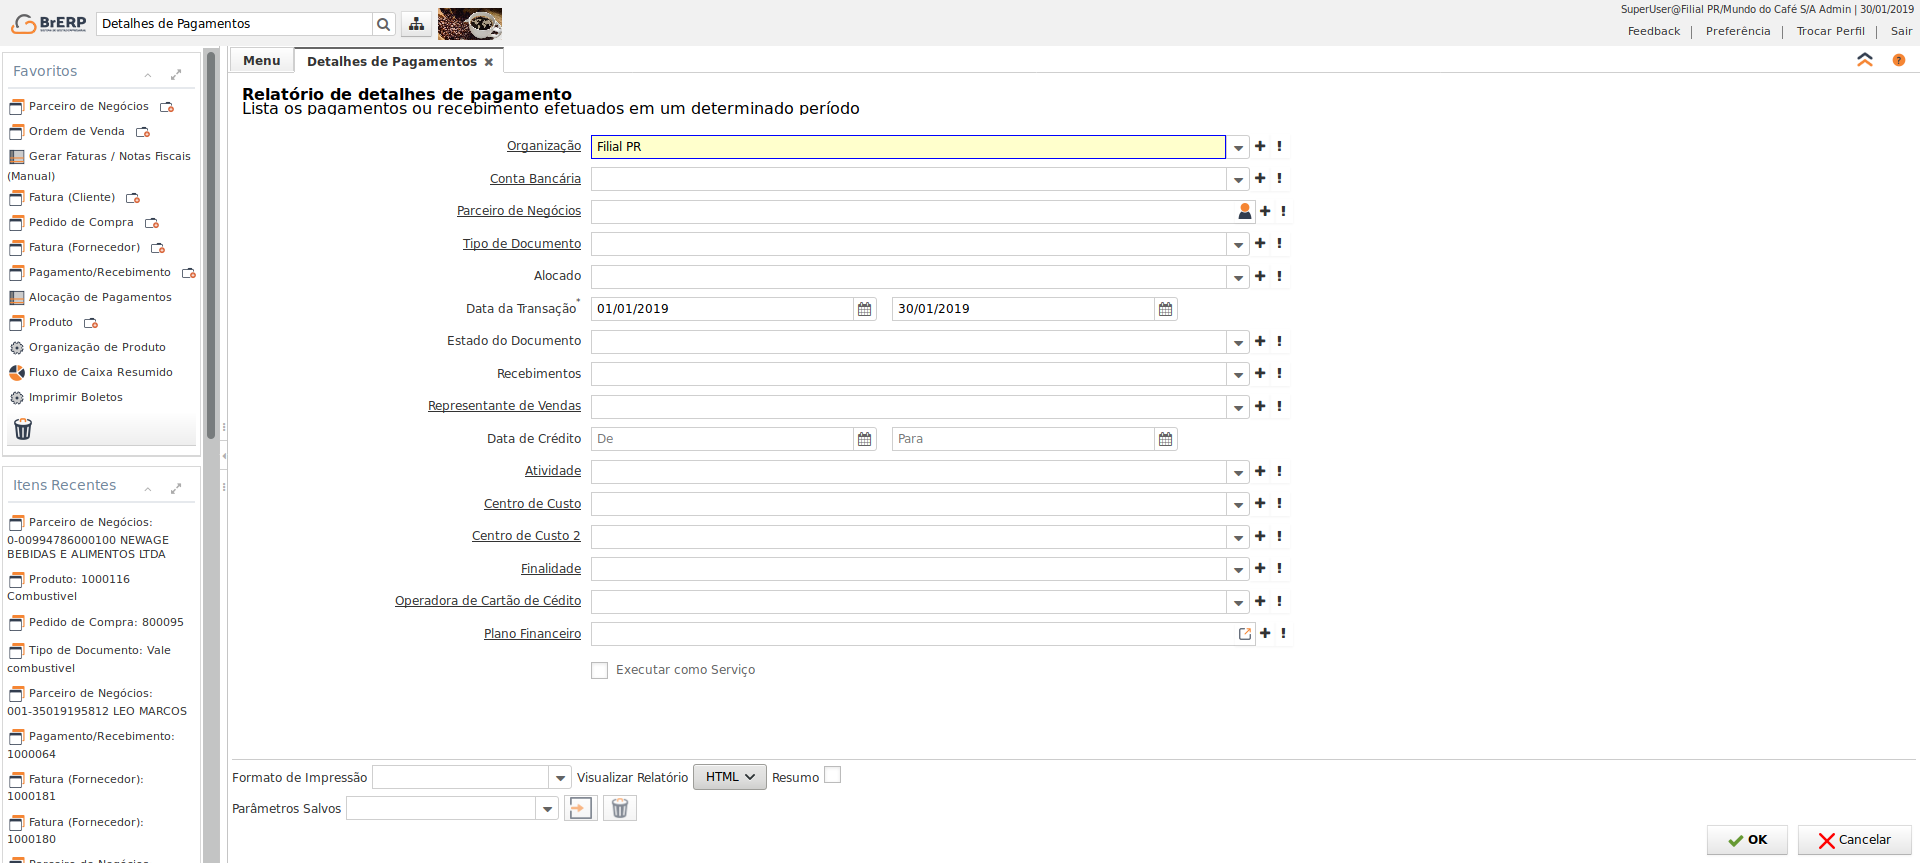 BrERP
Detalhes de Pagamentos
SuperUser@Filial PR/Mundo do Café S/A Admin | 30/01/2019
Feedback | Preferência | Trocar Perfil | Sair
Menu
Detalhes de Pagamentos
Favoritos
Parceiro de Negócios
Ordem de Venda
Gerar Faturas / Notas Fiscais
(Manual)
Fatura (Cliente)
Pedido de Compra
Fatura (Fornecedor)
Pagamento/Recebimento
Alocação de Pagamentos
Produto
Organização de Produto
Fluxo de Caixa Resumido
Imprimir Boletos
Itens Recentes
Parceiro de Negócios:
0-00994786000100 NEWAGE
BEBIDAS E ALIMENTOS LTDA
Produto: 1000116
Combustivel
Pedido de Compra: 800095
Tipo de Documento: Vale
combustivel
Parceiro de Negócios:
001-35019195812 LEO MARCOS
Pagamento/Recebimento:
1000064
Fatura (Fornecedor):
1000181
Fatura (Fornecedor):
1000180
Parceiro de Negócios
Relatório de detalhes de pagamento
Lista os pagamentos ou recebimento efetuados em um determinado período
Organização Filial PR
Conta Bancária
Parceiro de Negócios
Tipo de Documento
Alocado
Data da Transação* 01/01/2019 30/01/2019
Estado do Documento
Recebimentos
Representante de Vendas
Data de Crédito De Para
Atividade
Centro de Custo
Centro de Custo 2
Finalidade
Operadora de Cartão de Cédito
Plano Financeiro
Executar como Serviço
Formato de Impressão Visualizar Relatório HTML Resumo
Parâmetros Salvos
OK Cancelar